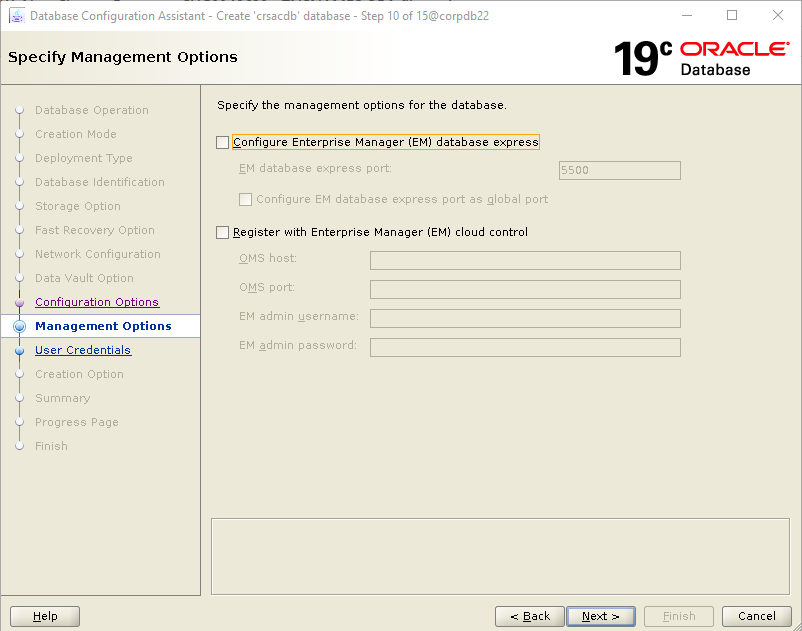 Database Configuration Assistant - Create 'crsacdb' database - Step 10 of 15@corpdb22
Specify Management Options
19c ORACLE
Database
Database Operation
Creation Mode
Deployment Type
Database Identification
Storage Option
Fast Recovery Option
Network Configuration
Data Vault Option
Configuration Options
Management Options
User Credentials
Creation Option
Summary
Progress Page
Finish
Specify the management options for the database.
Configure Enterprise Manager (EM) database express
EM database express port: 5500
Configure EM database express port as global port
Register with Enterprise Manager (EM) cloud control
OMS host:
OMS port:
EM admin username:
EM admin password:
Help
< Back
Next >
Finish
Cancel